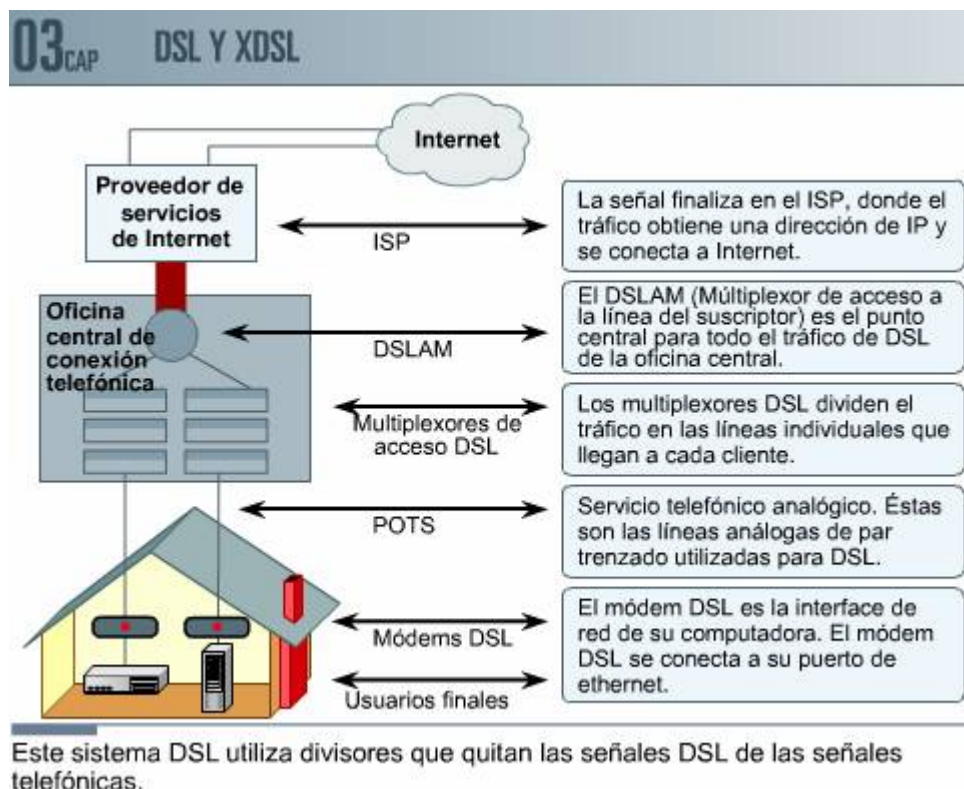 03 CAP DSL Y XDSL
Internet
Proveedor de
servicios
de Internet
ISP
La señal finaliza en el ISP, donde el
tráfico obtiene una dirección de IP y
se conecta a Internet.
Oficina
central de
conexión
telefónica
DSLAM
El DSLAM (Múltiplexor de acceso a
la línea del suscriptor) es el punto
central para todo el tráfico de DSL
de la oficina central.
Multiplexores de
acceso DSL
Los multiplexores DSL dividen el
tráfico en las líneas individuales que
llegan a cada cliente.
POTS
Servicio telefónico analógico. Éstas
son las líneas análogas de par
trenzado utilizadas para DSL.
Módems DSL
Usuarios finales
El módem DSL es la interface de
red de su computadora. El módem
DSL se conecta a su puerto de
ethernet.
Este sistema DSL utiliza divisores que quitan las señales DSL de las señales
telefónicas.